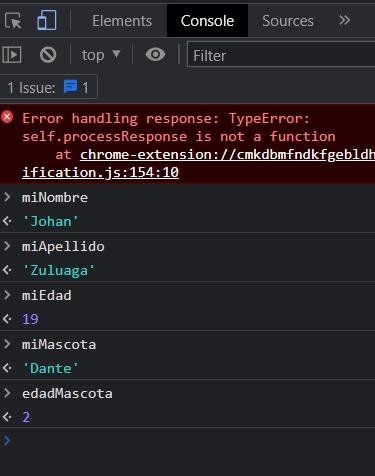 Elements Console Sources »
top Filter
1 Issue: 1
Error handling response: TypeError:
self.processResponse is not a function
at chrome-extension://cmkdbmfndkfgebldh
ification.js:154:10
> miNombre
'Johan'
> miApellido
'Zuluaga'
> miEdad
19
> miMascota
'Dante'
> edadMascota
2
>